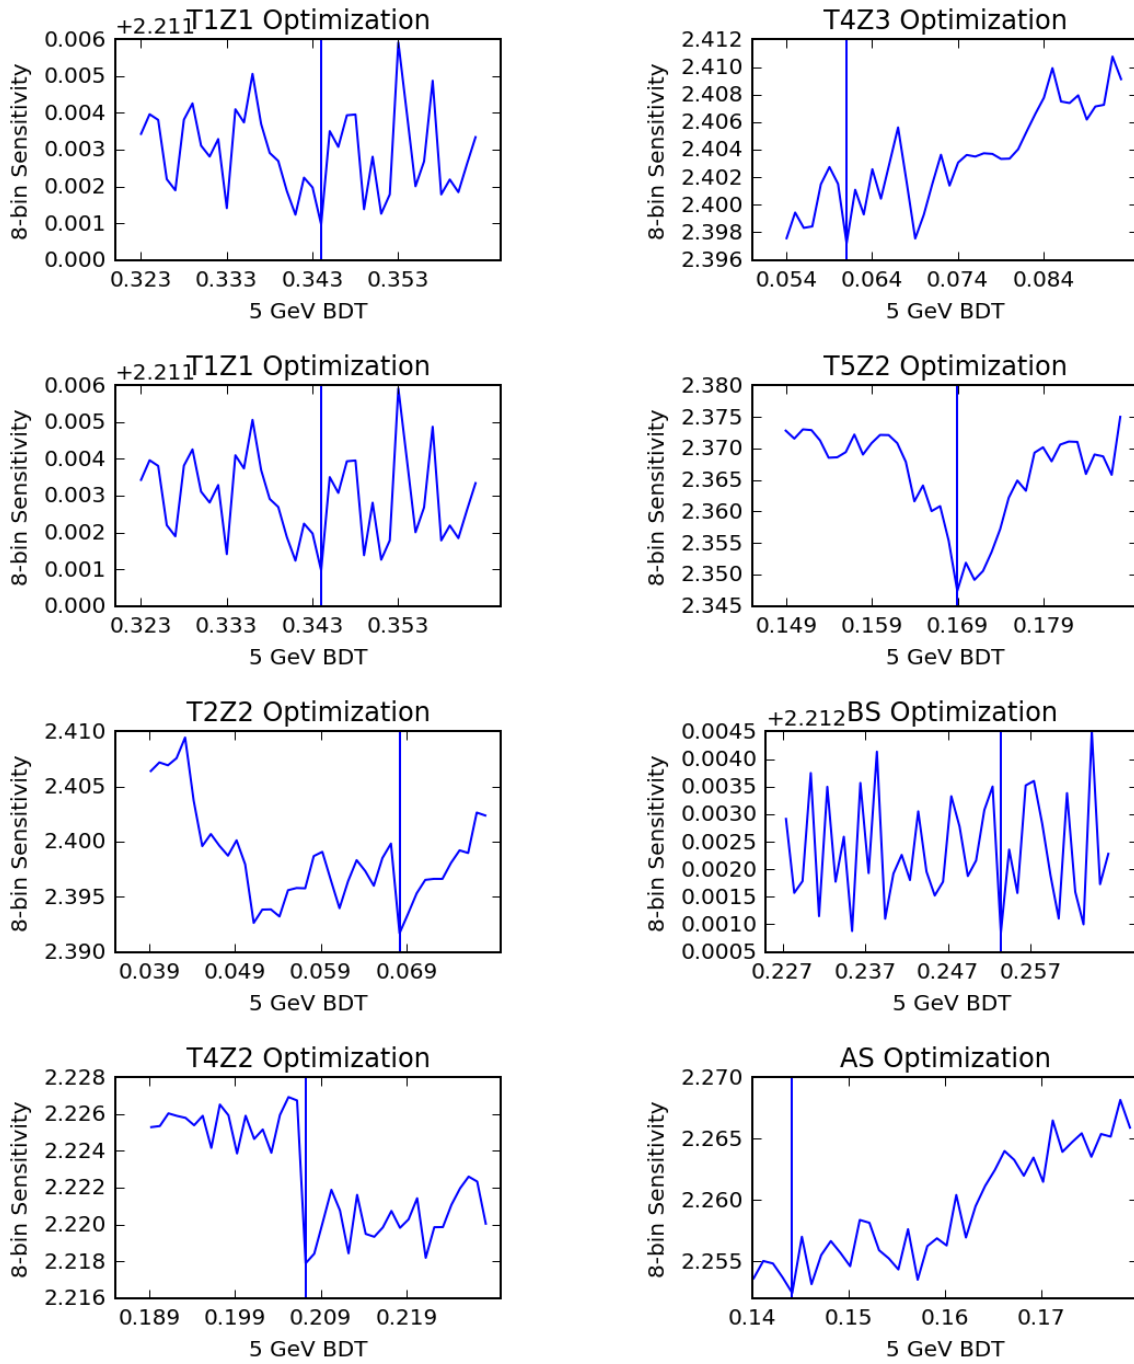 T1Z1 Optimization
+2.211
0.006
0.005
0.004
0.003
0.002
0.001
0.000
8-bin Sensitivity
0.323 0.333 0.343 0.353
5 GeV BDT
T4Z3 Optimization
2.412
2.410
2.408
2.406
2.404
2.402
2.400
2.398
2.396
8-bin Sensitivity
0.054 0.064 0.074 0.084
5 GeV BDT
T1Z1 Optimization
+2.211
0.006
0.005
0.004
0.003
0.002
0.001
0.000
8-bin Sensitivity
0.323 0.333 0.343 0.353
5 GeV BDT
T5Z2 Optimization
2.380
2.375
2.370
2.365
2.360
2.355
2.350
2.345
8-bin Sensitivity
0.149 0.159 0.169 0.179
5 GeV BDT
T2Z2 Optimization
2.410
2.405
2.400
2.395
2.390
8-bin Sensitivity
0.039 0.049 0.059 0.069
5 GeV BDT
BS Optimization
+2.212
0.0045
0.0040
0.0035
0.0030
0.0025
0.0020
0.0015
0.0010
0.0005
8-bin Sensitivity
0.227 0.237 0.247 0.257
5 GeV BDT
T4Z2 Optimization
2.228
2.226
2.224
2.222
2.220
2.218
2.216
8-bin Sensitivity
0.189 0.199 0.209 0.219
5 GeV BDT
AS Optimization
2.270
2.265
2.260
2.255
8-bin Sensitivity
0.14 0.15 0.16 0.17
5 GeV BDT